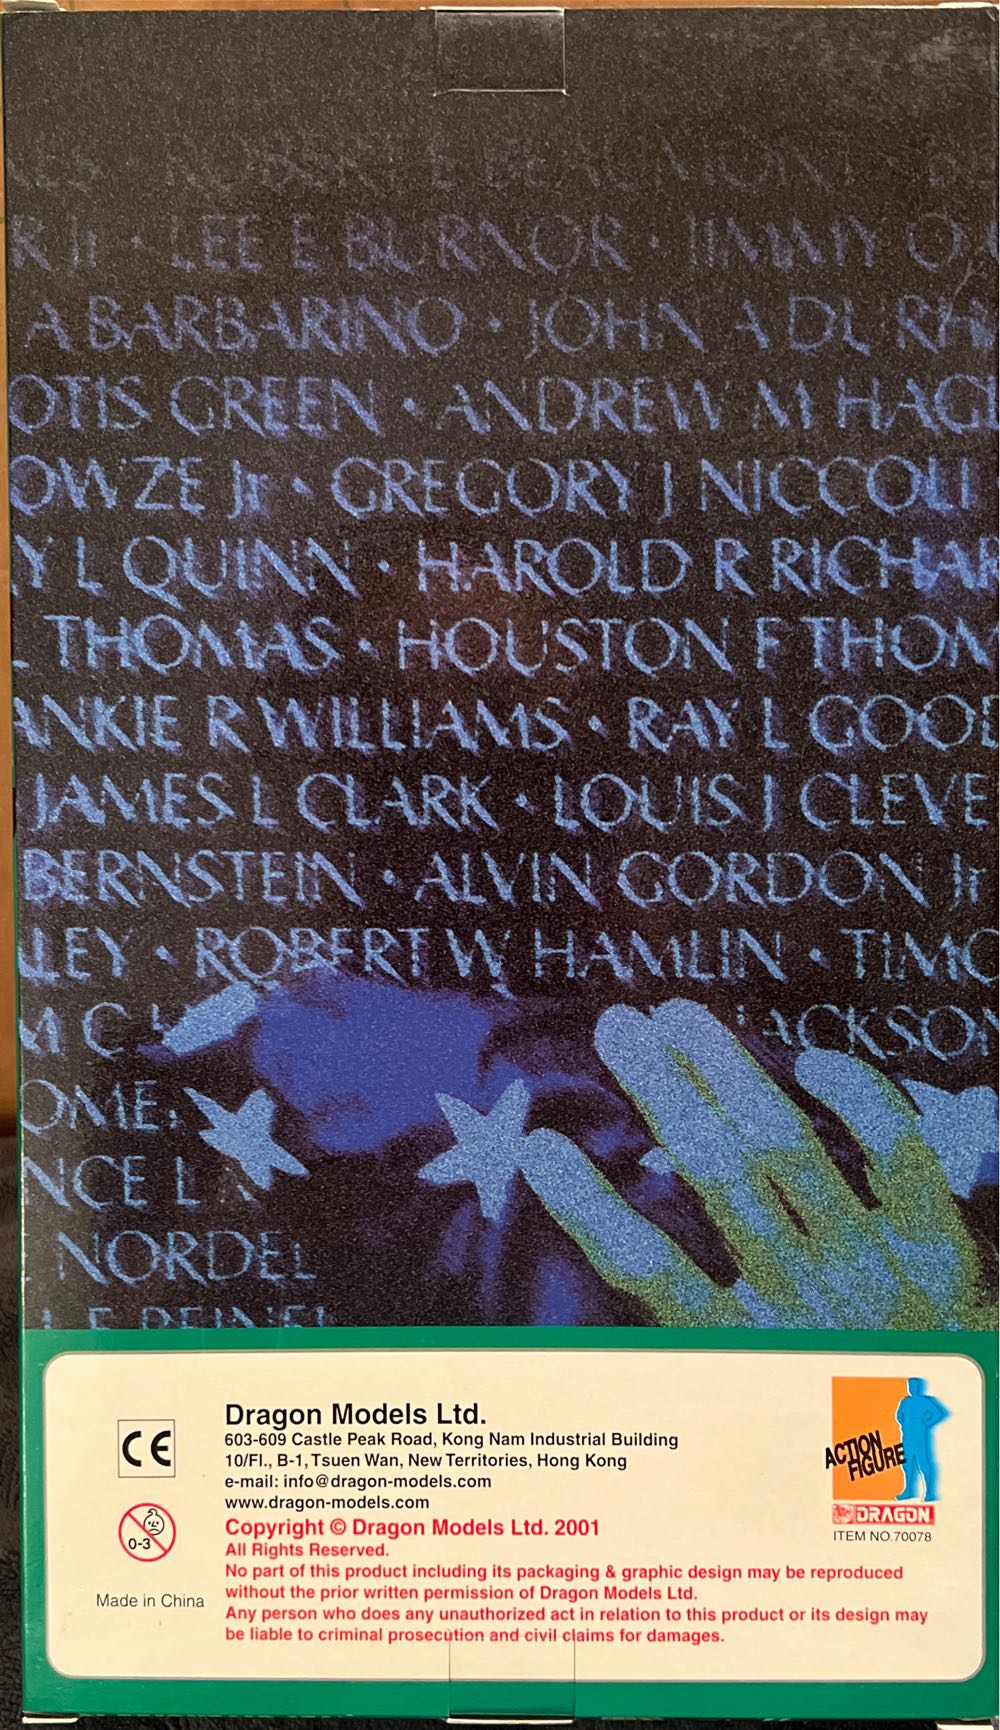 ROBERT E
R Jr · LEE E BURNOR · JIMMY O
A BARBARINO · JOHN A DURH
OTIS GREEN · ANDREW M HAG
OWZE Jr · GREGORY J NICCOLI
Y L QUINN · HAROLD R RICHAR
L THOMAS · HOUSTON F THOM
ANKIE R WILLIAMS · RAY L GOOD
JAMES L CLARK · LOUIS J CLEVE
BERNSTEIN · ALVIN GORDON Jr
LEY · ROBERT W HAMLIN · TIMO
M C JACKSON
OME
NCE L
NORDEL
CE
0-3
Made in China
Dragon Models Ltd.
603-609 Castle Peak Road, Kong Nam Industrial Building
10/Fl., B-1, Tsuen Wan, New Territories, Hong Kong
e-mail: info@dragon-models.com
www.dragon-models.com
Copyright © Dragon Models Ltd. 2001
All Rights Reserved.
No part of this product including its packaging & graphic design may be reproduced
without the prior written permission of Dragon Models Ltd.
Any person who does any unauthorized act in relation to this product or its design may
be liable to criminal prosecution and civil claims for damages.
ACTION
FIGURE
DRAGON
ITEM NO.70078